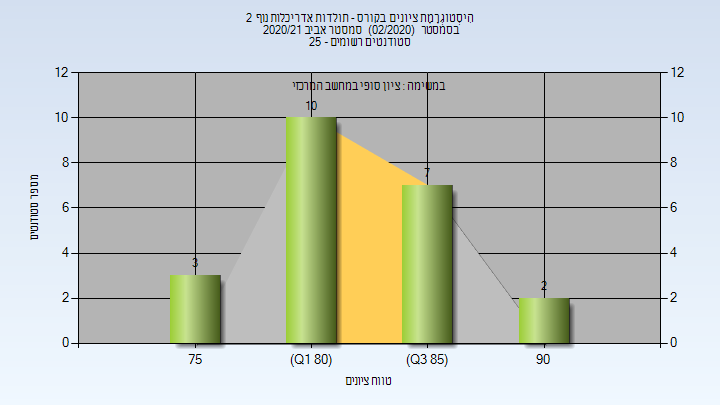 הִיסְטוֹגְרָמַת ציונים בקורס - תולדות אדריכלות נוף 2
בסמסטר (02/2020) סמסטר אביב 2020/21
סטודנטים רשומים - 25
במשימה : ציון סופי במחשב המרכזי
מספר סטודנטים
12 12
10 10
8 8
6 6
4 4
2 2
0 0
3
10
7
2
75 (Q1 80) (Q3 85) 90
טווח ציונים